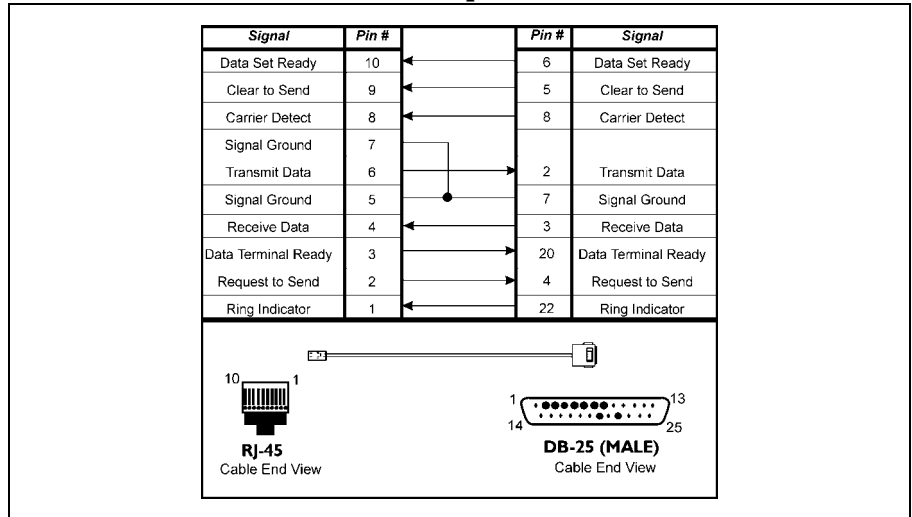 Signal Pin # Pin # Signal
Data Set Ready 10 6 Data Set Ready
Clear to Send 9 5 Clear to Send
Carrier Detect 8 8 Carrier Detect
Signal Ground 7
Transmit Data 6 2 Transmit Data
Signal Ground 5 7 Signal Ground
Receive Data 4 3 Receive Data
Data Terminal Ready 3 20 Data Terminal Ready
Request to Send 2 4 Request to Send
Ring Indicator 1 22 Ring Indicator
10 1
1 13
14 25
RJ-45 DB-25 (MALE)
Cable End View Cable End View